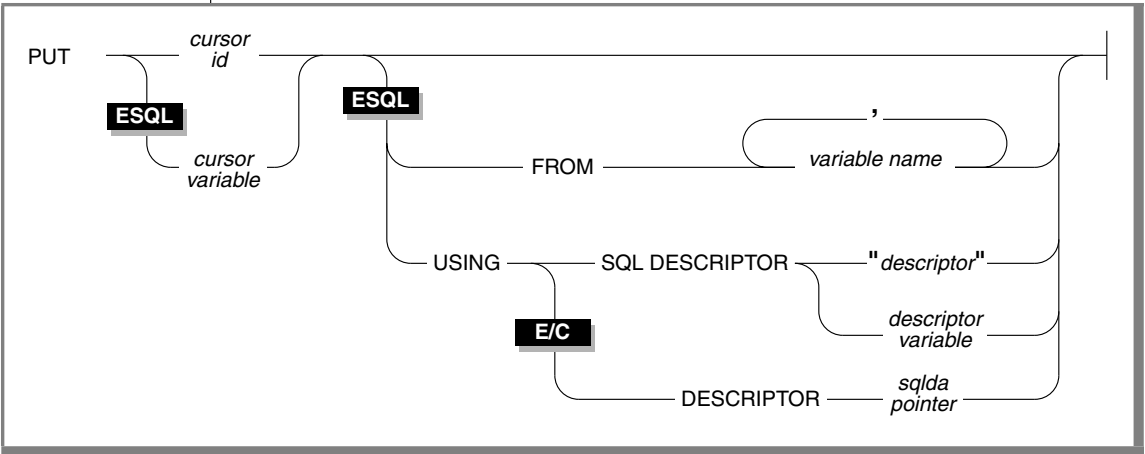 PUT
cursor
id
ESQL
cursor
variable
ESQL
FROM
,
variable name
USING
SQL DESCRIPTOR
"descriptor"
descriptor
variable
E/C
DESCRIPTOR
sqlda
pointer